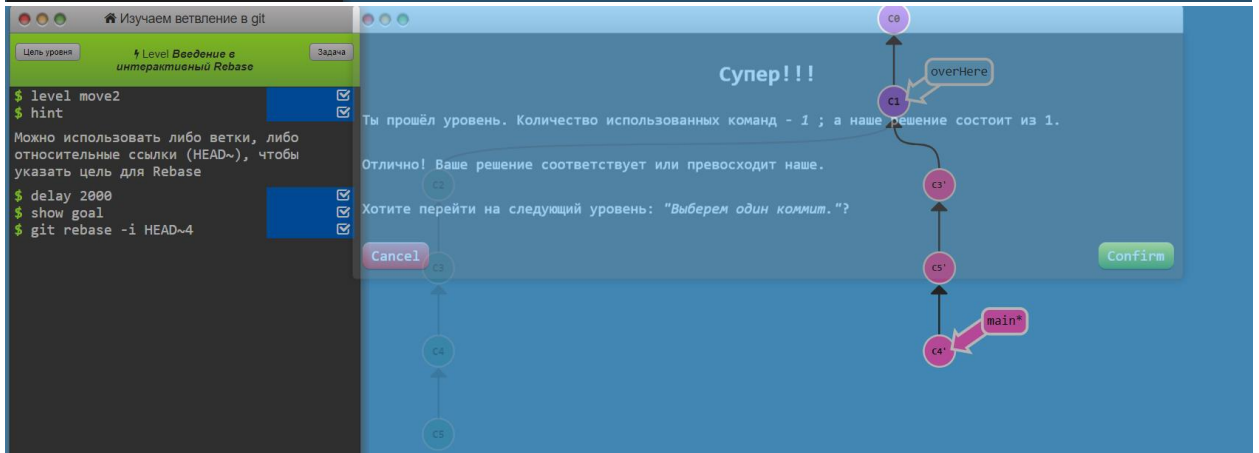 Изучаем ветвление в git
Цель уровня
Level Введение в интерактивный Rebase
Задача
$ level move2
$ hint
Можно использовать либо ветки, либо
относительные ссылки (HEAD~), чтобы
указать цель для Rebase
$ delay 2000
$ show goal
$ git rebase -i HEAD~4
Супер!!!
Ты прошёл уровень. Количество использованных команд - 1 ; а наше решение состоит из 1.
Отлично! Ваше решение соответствует или превосходит наше.
Хотите перейти на следующий уровень: "Выберем один коммит."?
Cancel
Confirm
C0
overHere
C1
C2
C3'
C3
C5'
main*
C4
C4'
C5